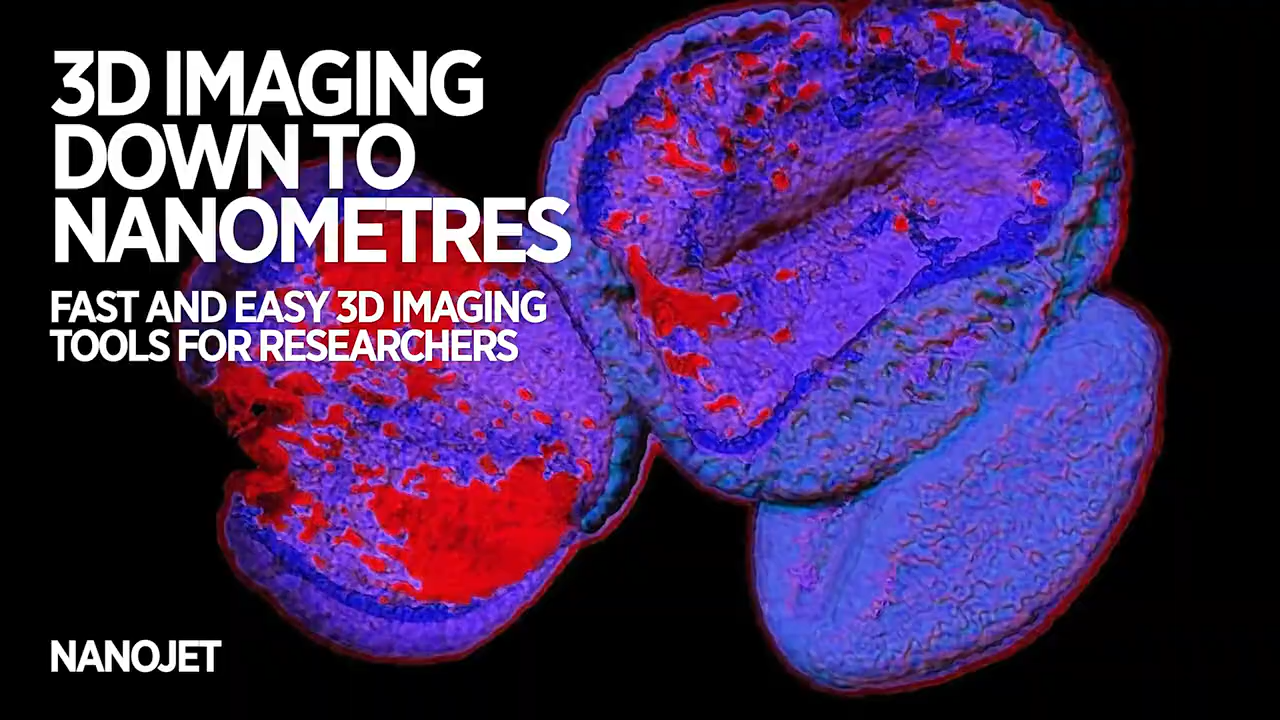 3D IMAGING
DOWN TO
NANOMETRES
FAST AND EASY 3D IMAGING
TOOLS FOR RESEARCHERS
NANOJET